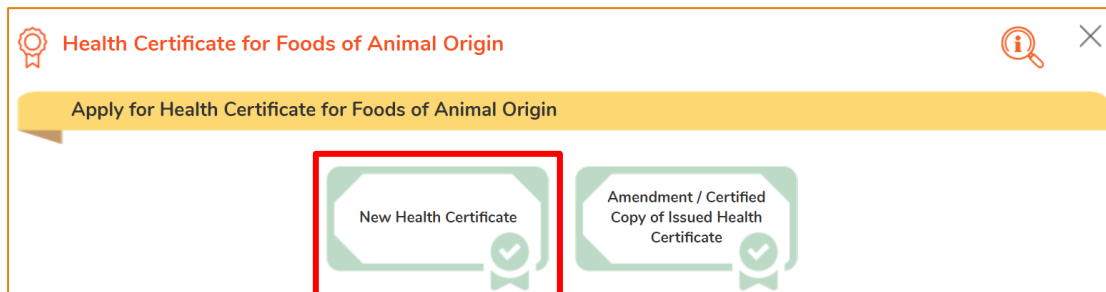 Health Certificate for Foods of Animal Origin
Apply for Health Certificate for Foods of Animal Origin
New Health Certificate
Amendment / Certified
Copy of Issued Health
Certificate